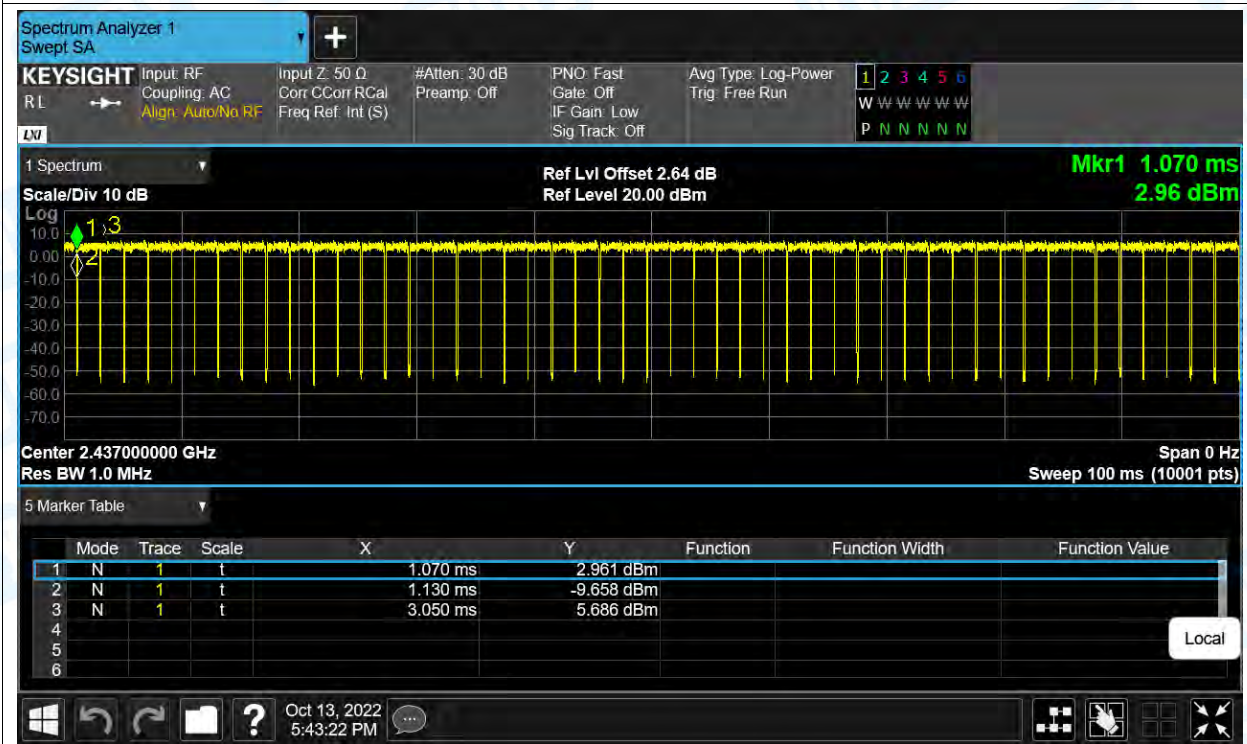 Spectrum Analyzer 1
Swept SA
+
KEYSIGHT Input: RF Input Z: 50 Ω #Atten: 30 dB PNO: Fast Avg Type: Log-Power 1 2 3 4 5 6
RL Coupling: AC Corr CCorr RCal Preamp: Off Gate: Off Trig: Free Run W W W W W W
Align: Auto/No RF Freq Ref: Int (S) IF Gain: Low
LXI Sig Track: Off P N N N N N
1 Spectrum Ref Lvl Offset 2.64 dB Mkr1 1.070 ms
Scale/Div 10 dB Ref Level 20.00 dBm 2.96 dBm
Log
10.0 1 3
0.00 2
-10.0
-20.0
-30.0
-40.0
-50.0
-60.0
-70.0
Center 2.437000000 GHz Span 0 Hz
Res BW 1.0 MHz Sweep 100 ms (10001 pts)
5 Marker Table
Mode Trace Scale X Y Function Function Width Function Value
1 N 1 t 1.070 ms 2.961 dBm
2 N 1 t 1.130 ms -9.658 dBm
3 N 1 t 3.050 ms 5.686 dBm
4
5
6
Local
? Oct 13, 2022
5:43:22 PM